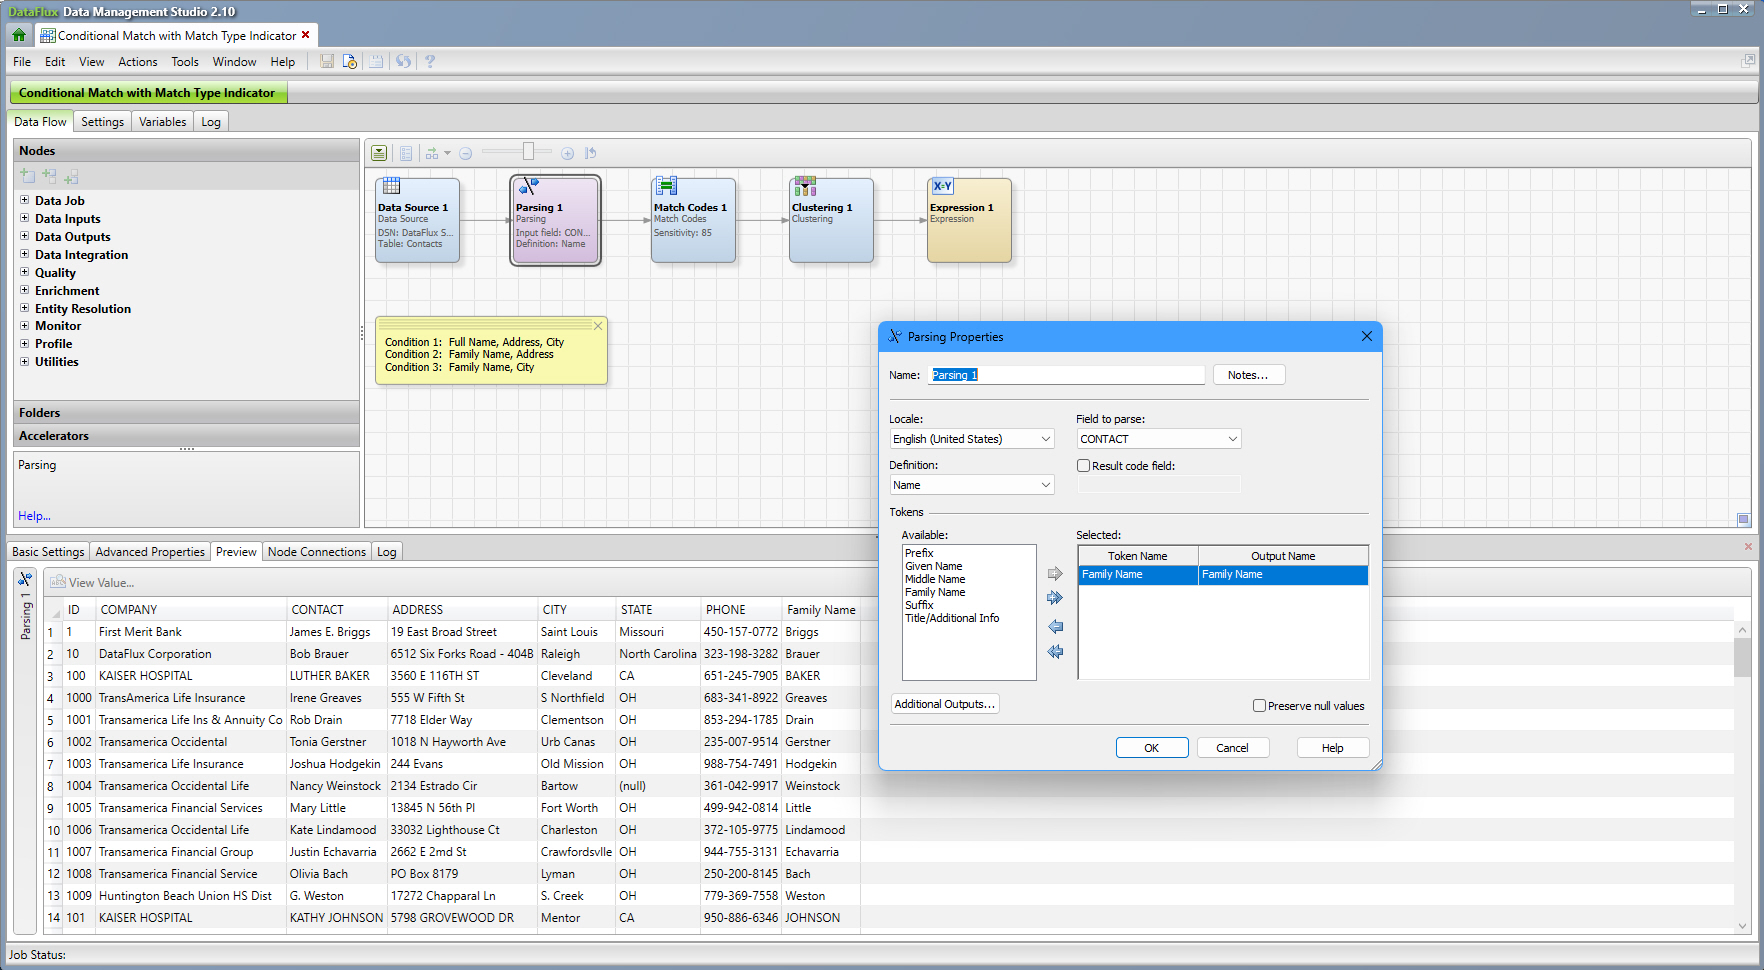 DataFlux Data Management Studio 2.10
Conditional Match with Match Type Indicator
File Edit View Actions Tools Window Help
Conditional Match with Match Type Indicator
Data Flow Settings Variables Log
Nodes
Data Job
Data Inputs
Data Outputs
Data Integration
Quality
Enrichment
Entity Resolution
Monitor
Profile
Utilities
Folders
Accelerators
Parsing
Help...
Data Source 1
Data Source
DSN: DataFlux S...
Table: Contacts
Parsing 1
Parsing
Input field: CON...
Definition: Name
Match Codes 1
Match Codes
Sensitivity: 85
Clustering 1
Clustering
X=Y
Expression 1
Expression
Condition 1: Full Name, Address, City
Condition 2: Family Name, Address
Condition 3: Family Name, City
Parsing Properties
Name: Parsing 1 Notes...
Locale: Field to parse:
English (United States) CONTACT
Definition: Result code field:
Name
Tokens
Available: Selected:
Prefix
Given Name
Middle Name
Family Name
Suffix
Title/Additional Info
Token Name Output Name
Family Name Family Name
Additional Outputs... Preserve null values
OK Cancel Help
Basic Settings Advanced Properties Preview Node Connections Log
Parsing 1
View Value...
ID COMPANY CONTACT ADDRESS CITY STATE PHONE Family Name
1 1 First Merit Bank James E. Briggs 19 East Broad Street Saint Louis Missouri 450-157-0772 Briggs
2 10 DataFlux Corporation Bob Brauer 6512 Six Forks Road - 404B Raleigh North Carolina 323-198-3282 Brauer
3 100 KAISER HOSPITAL LUTHER BAKER 3560 E 116TH ST Cleveland CA 651-245-7905 BAKER
4 1000 TransAmerica Life Insurance Irene Greaves 555 W Fifth St S Northfield OH 683-341-8922 Greaves
5 1001 Transamerica Life Ins & Annuity Co Rob Drain 7718 Elder Way Clementson OH 853-294-1785 Drain
6 1002 Transamerica Occidental Tonia Gerstner 1018 N Hayworth Ave Urb Canas OH 235-007-9514 Gerstner
7 1003 Transamerica Life Insurance Joshua Hodgekin 244 Evans Old Mission OH 988-754-7491 Hodgekin
8 1004 Transamerica Occidental Life Nancy Weinstock 2134 Estrado Cir Bartow (null) 361-042-9917 Weinstock
9 1005 Transamerica Financial Services Mary Little 13845 N 56th Pl Fort Worth OH 499-942-0814 Little
10 1006 Transamerica Occidental Life Kate Lindamood 33032 Lighthouse Ct Charleston OH 372-105-9775 Lindamood
11 1007 Transamerica Financial Group Justin Echavarria 2662 E 2md St Crawfordsvlle OH 944-755-3131 Echavarria
12 1008 Transamerica Financial Service Olivia Bach PO Box 8179 Lyman OH 250-200-8145 Bach
13 1009 Huntington Beach Union HS Dist G. Weston 17272 Chapparal Ln S. Creek OH 779-369-7558 Weston
14 101 KAISER HOSPITAL KATHY JOHNSON 5798 GROVEWOOD DR Mentor CA 950-886-6346 JOHNSON
Job Status: